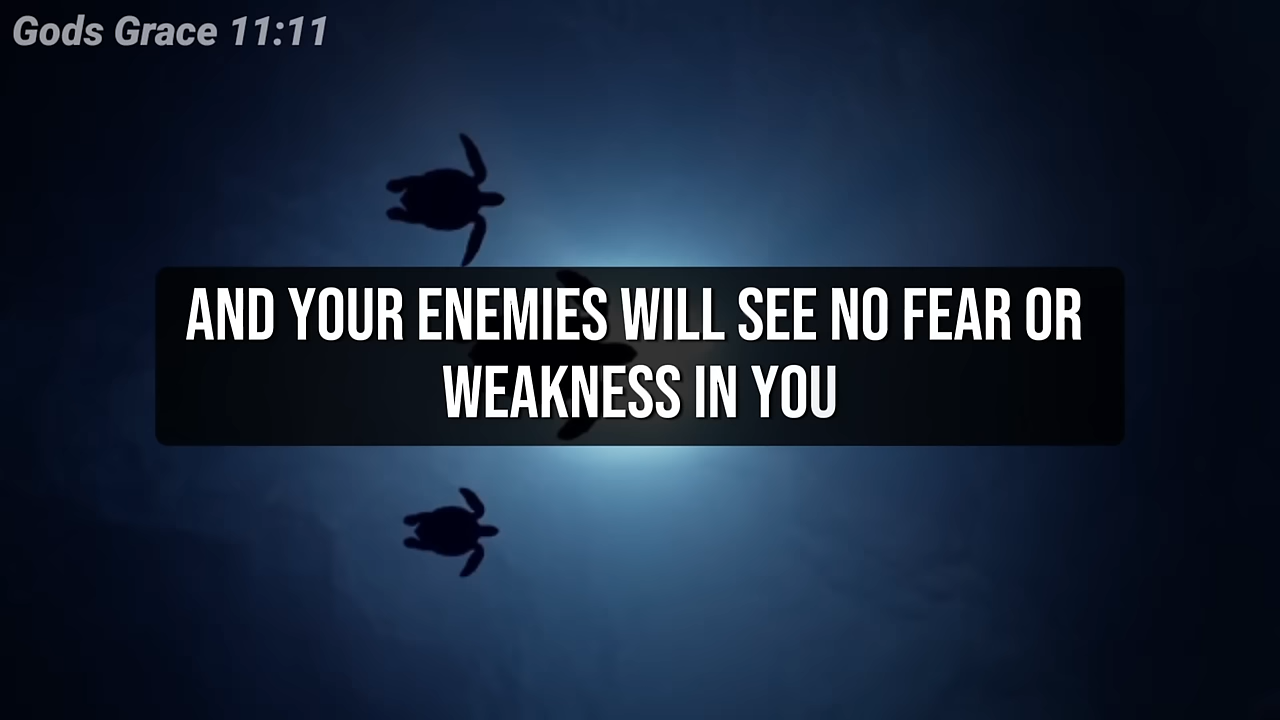 Gods Grace 11:11
AND YOUR ENEMIES WILL SEE NO FEAR OR
WEAKNESS IN YOU